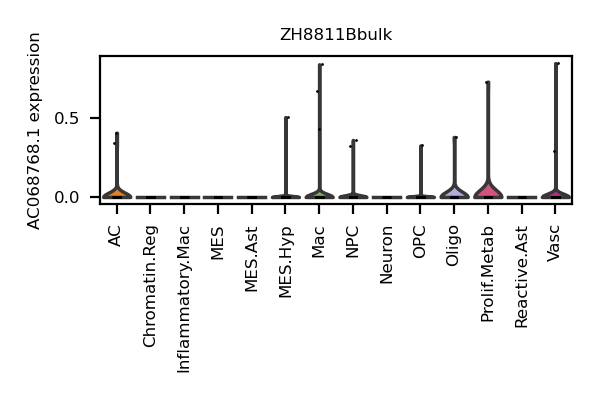 ZH8811Bbulk
AC068768.1 expression
0.5
0.0
AC
Chromatin.Reg
Inflammatory.Mac
MES
MES.Ast
MES.Hyp
Mac
NPC
Neuron
OPC
Oligo
Prolif.Metab
Reactive.Ast
Vasc